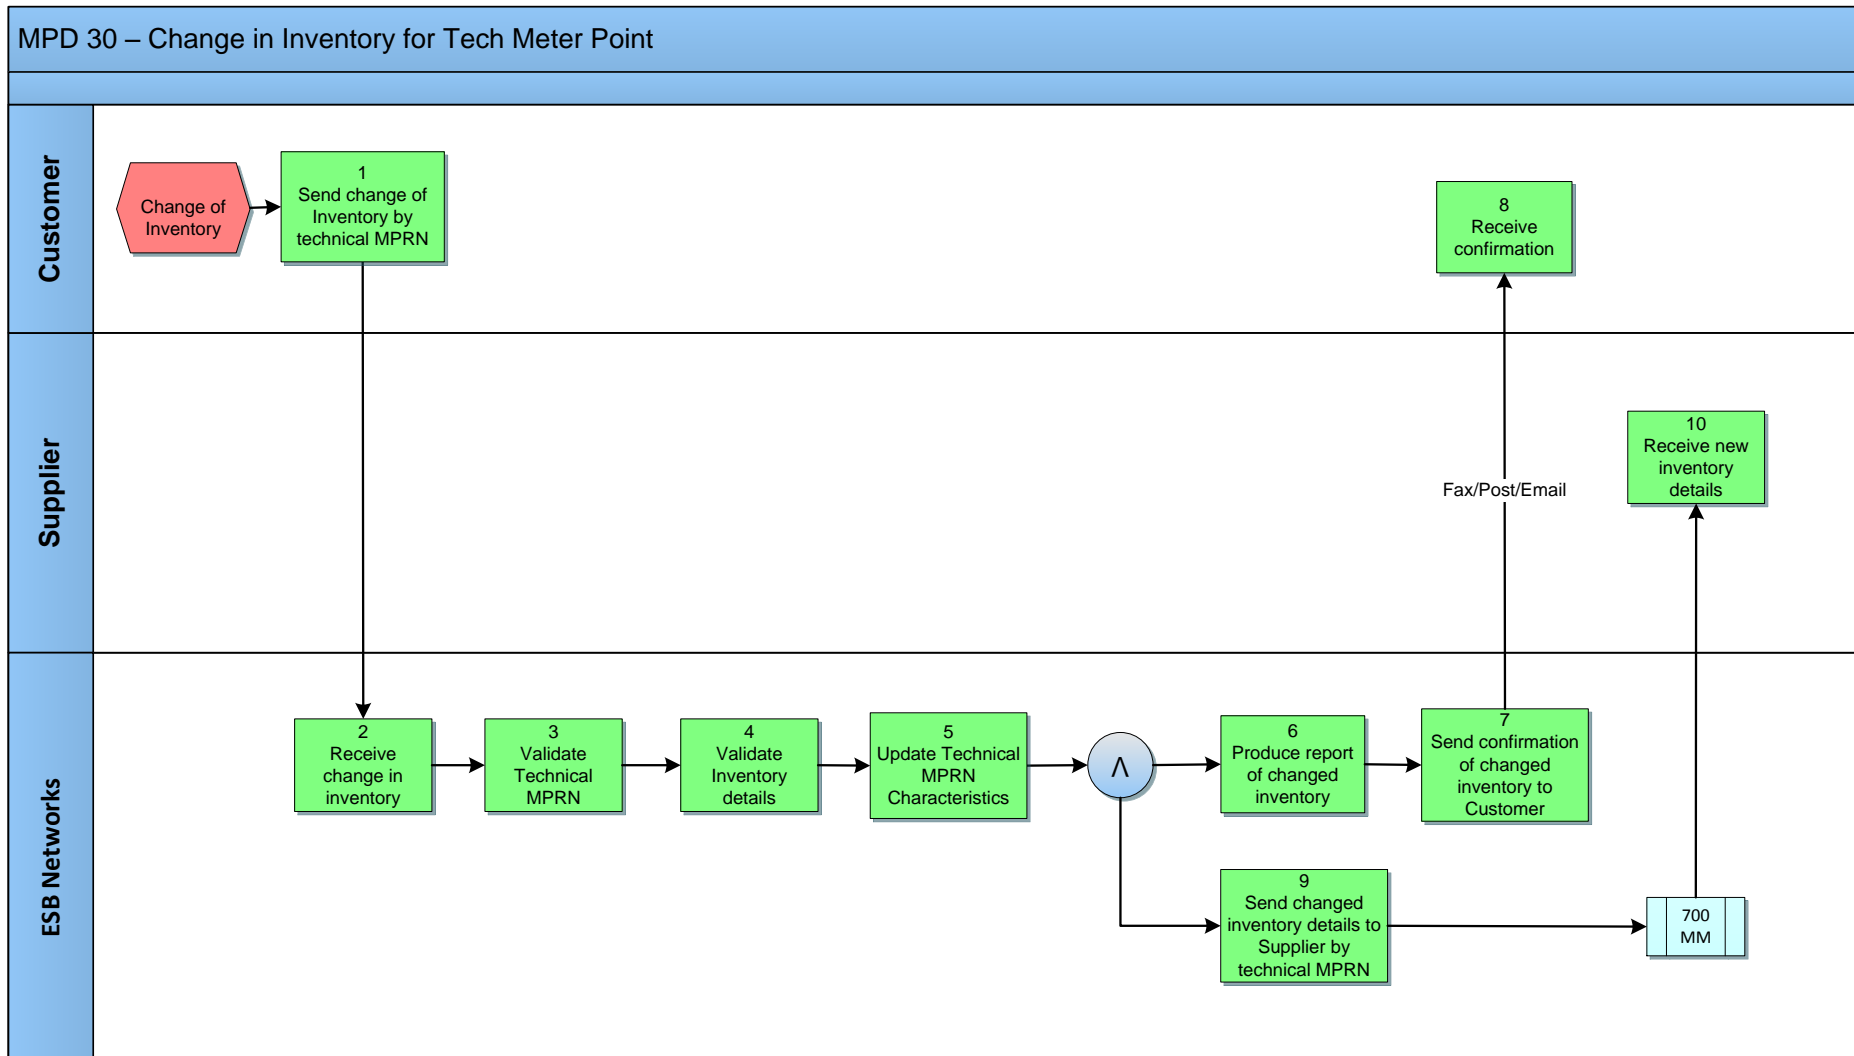 MPD 30 – Change in Inventory for Tech Meter Point
Customer
Change of
Inventory
1
Send change of
Inventory by
technical MPRN
8
Receive
confirmation
Supplier
Fax/Post/Email
10
Receive new
inventory
details
ESB Networks
2
Receive
change in
inventory
3
Validate
Technical
MPRN
4
Validate
Inventory
details
5
Update Technical
MPRN
Characteristics
Λ
6
Produce report
of changed
inventory
7
Send confirmation
of changed
inventory to
Customer
9
Send changed
inventory details to
Supplier by
technical MPRN
700
MM